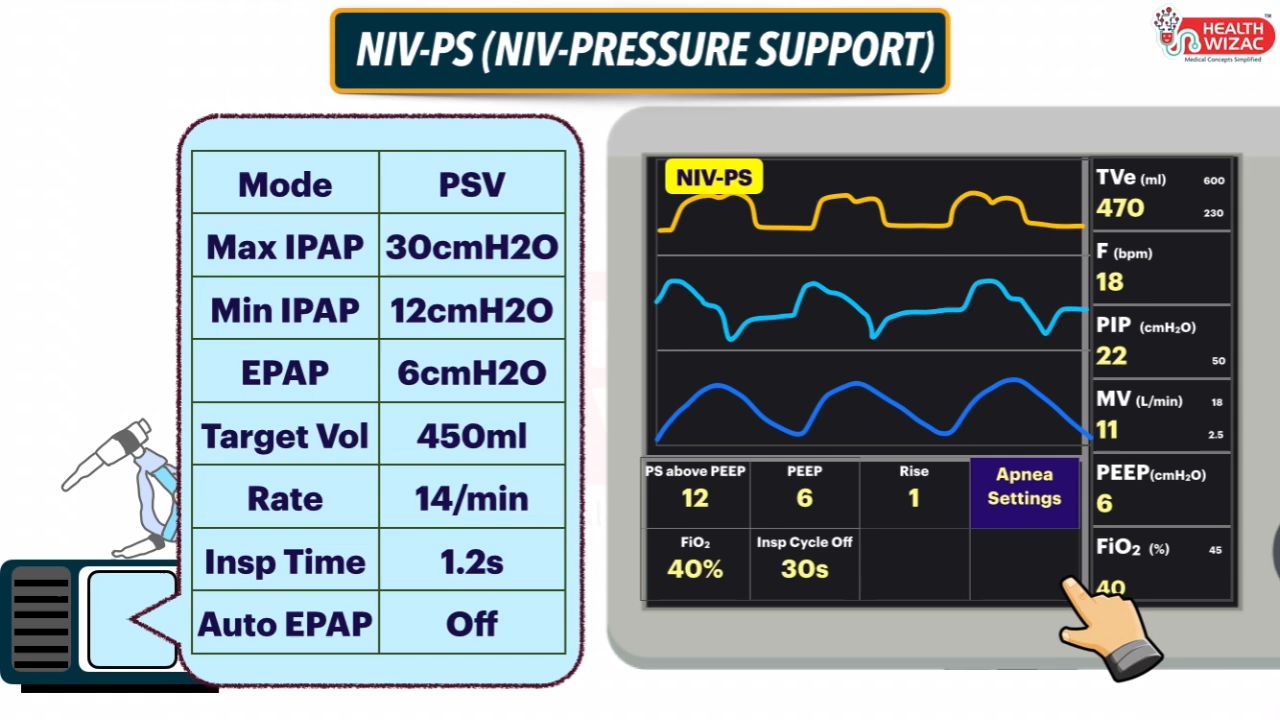 NIV-PS (NIV-PRESSURE SUPPORT)
HEALTH
WIZAC
TM
Medical Concepts Simplified
Mode PSV
Max IPAP 30cmH2O
Min IPAP 12cmH2O
EPAP 6cmH2O
Target Vol 450ml
Rate 14/min
Insp Time 1.2s
Auto EPAP Off
NIV-PS
TVe (ml) 600
470 230
F (bpm)
18
PIP (cmH₂O)
22 50
MV (L/min) 18
11 2.5
PEEP(cmH₂O)
6
FiO₂ (%) 45
40
PS above PEEP PEEP Rise Apnea
12 6 1 Settings
FiO₂ Insp Cycle Off
40% 30s